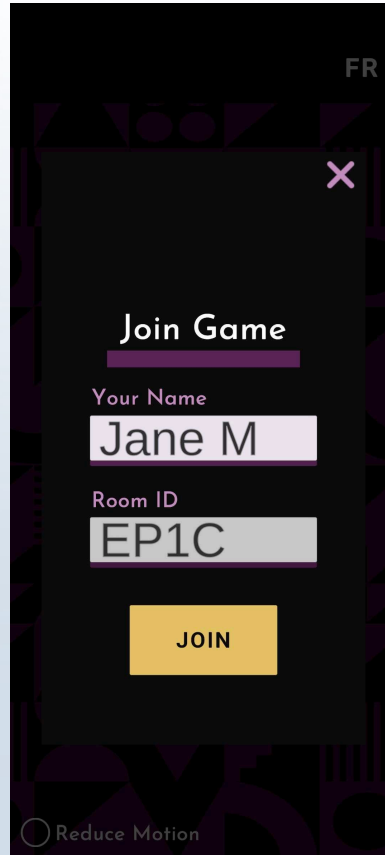 FR
Join Game
Your Name
Jane M
Room ID
EP1C
JOIN
Reduce Motion